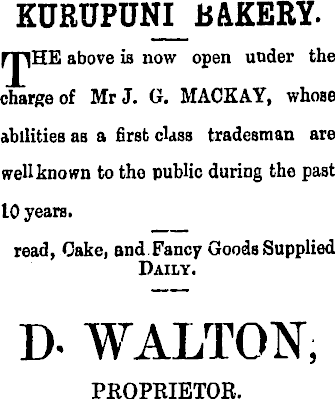 KURUPUNI BAKERY.
THE above is now open under the
charge of Mr J. G. MACKAY, whose
abilities as a first class tradesman are
well known to the public during the past
10 years.
read, Cake, and Fancy Goods Supplied
DAILY.
D. WALTON,
PROPRIETOR.